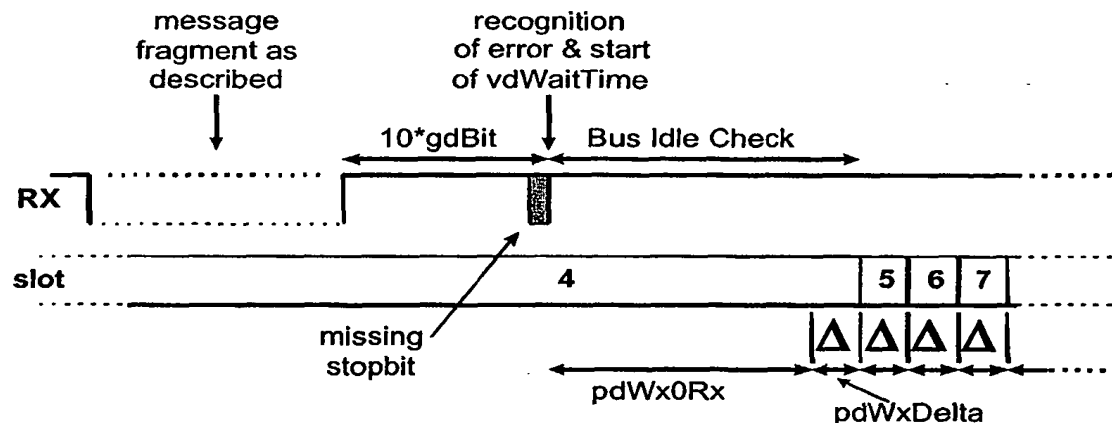 message
fragment as
described
recognition
of error & start
of vdWaitTime
10*gdBit
Bus Idle Check
RX
slot
4
5
6
7
missing
stopbit
Δ Δ Δ Δ
pdWx0Rx
pdWxDelta